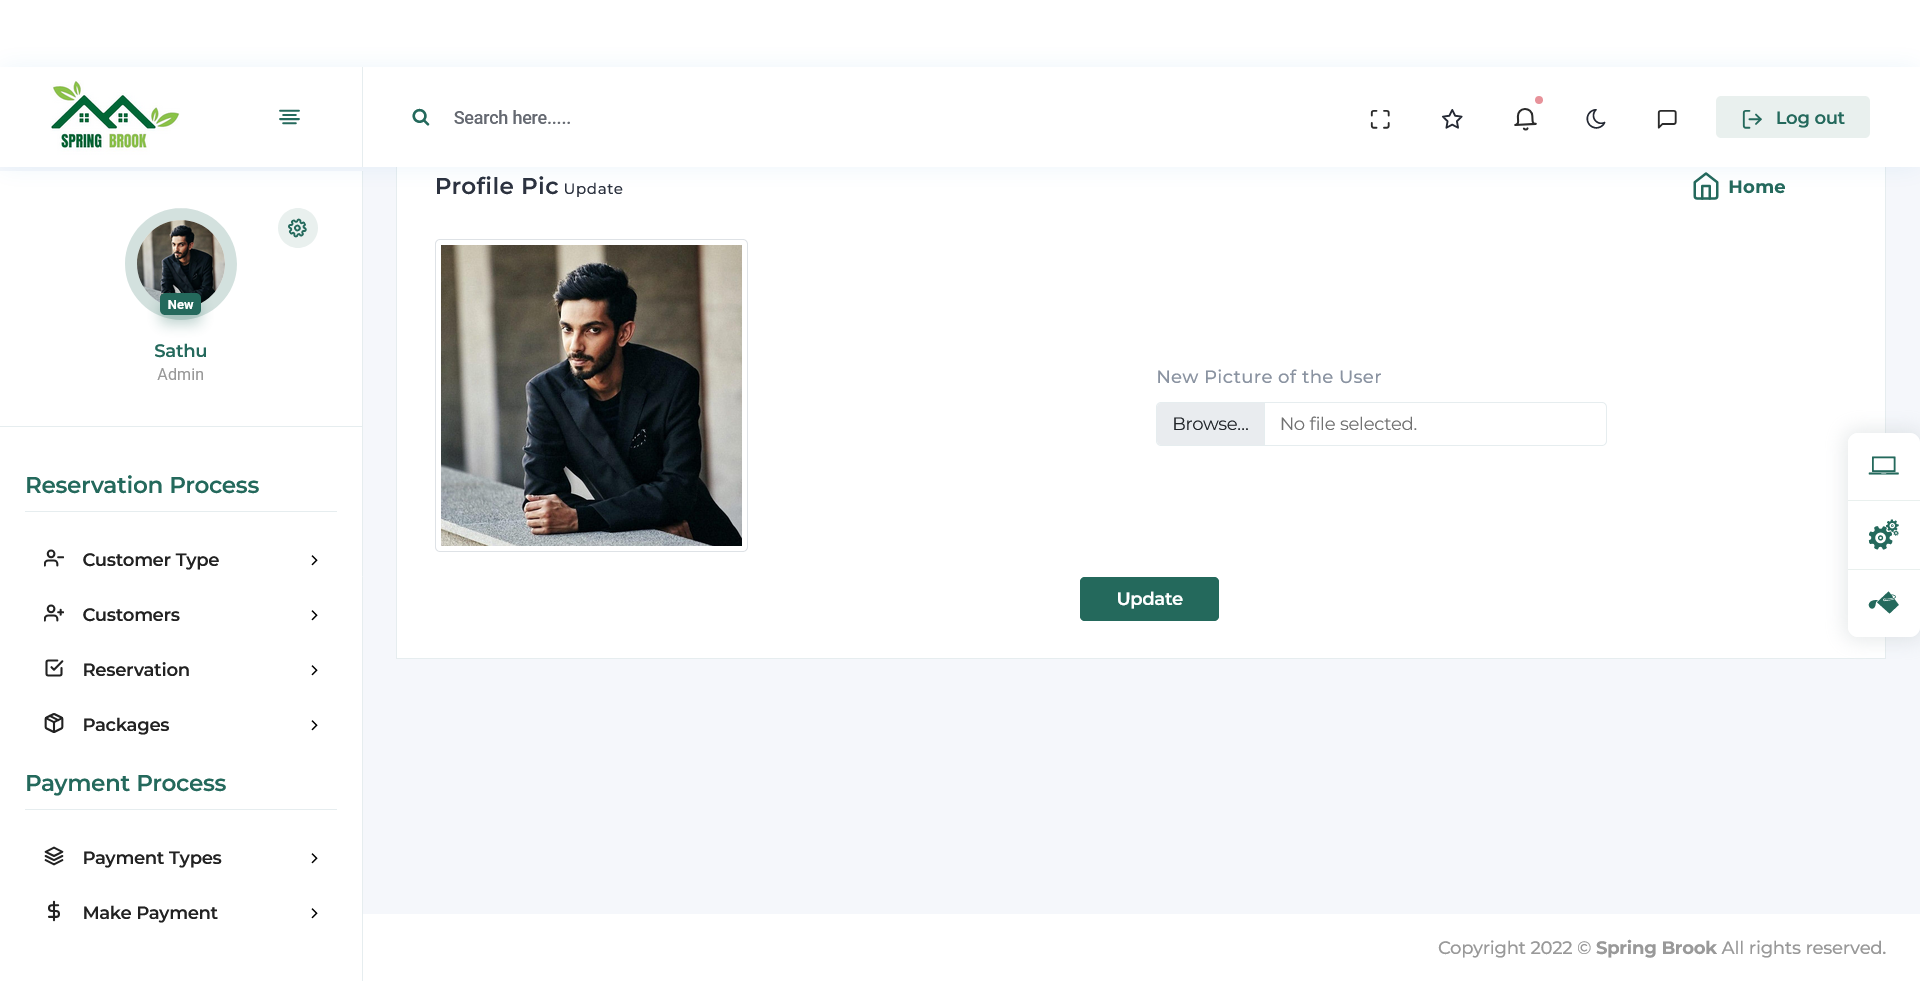 SPRING BROOK
Search here.....
Log out
Profile Pic Update
Home
New
Sathu
Admin
New Picture of the User
Browse... No file selected.
Update
Reservation Process
Customer Type
Customers
Reservation
Packages
Payment Process
Payment Types
Make Payment
Copyright 2022 © Spring Brook All rights reserved.